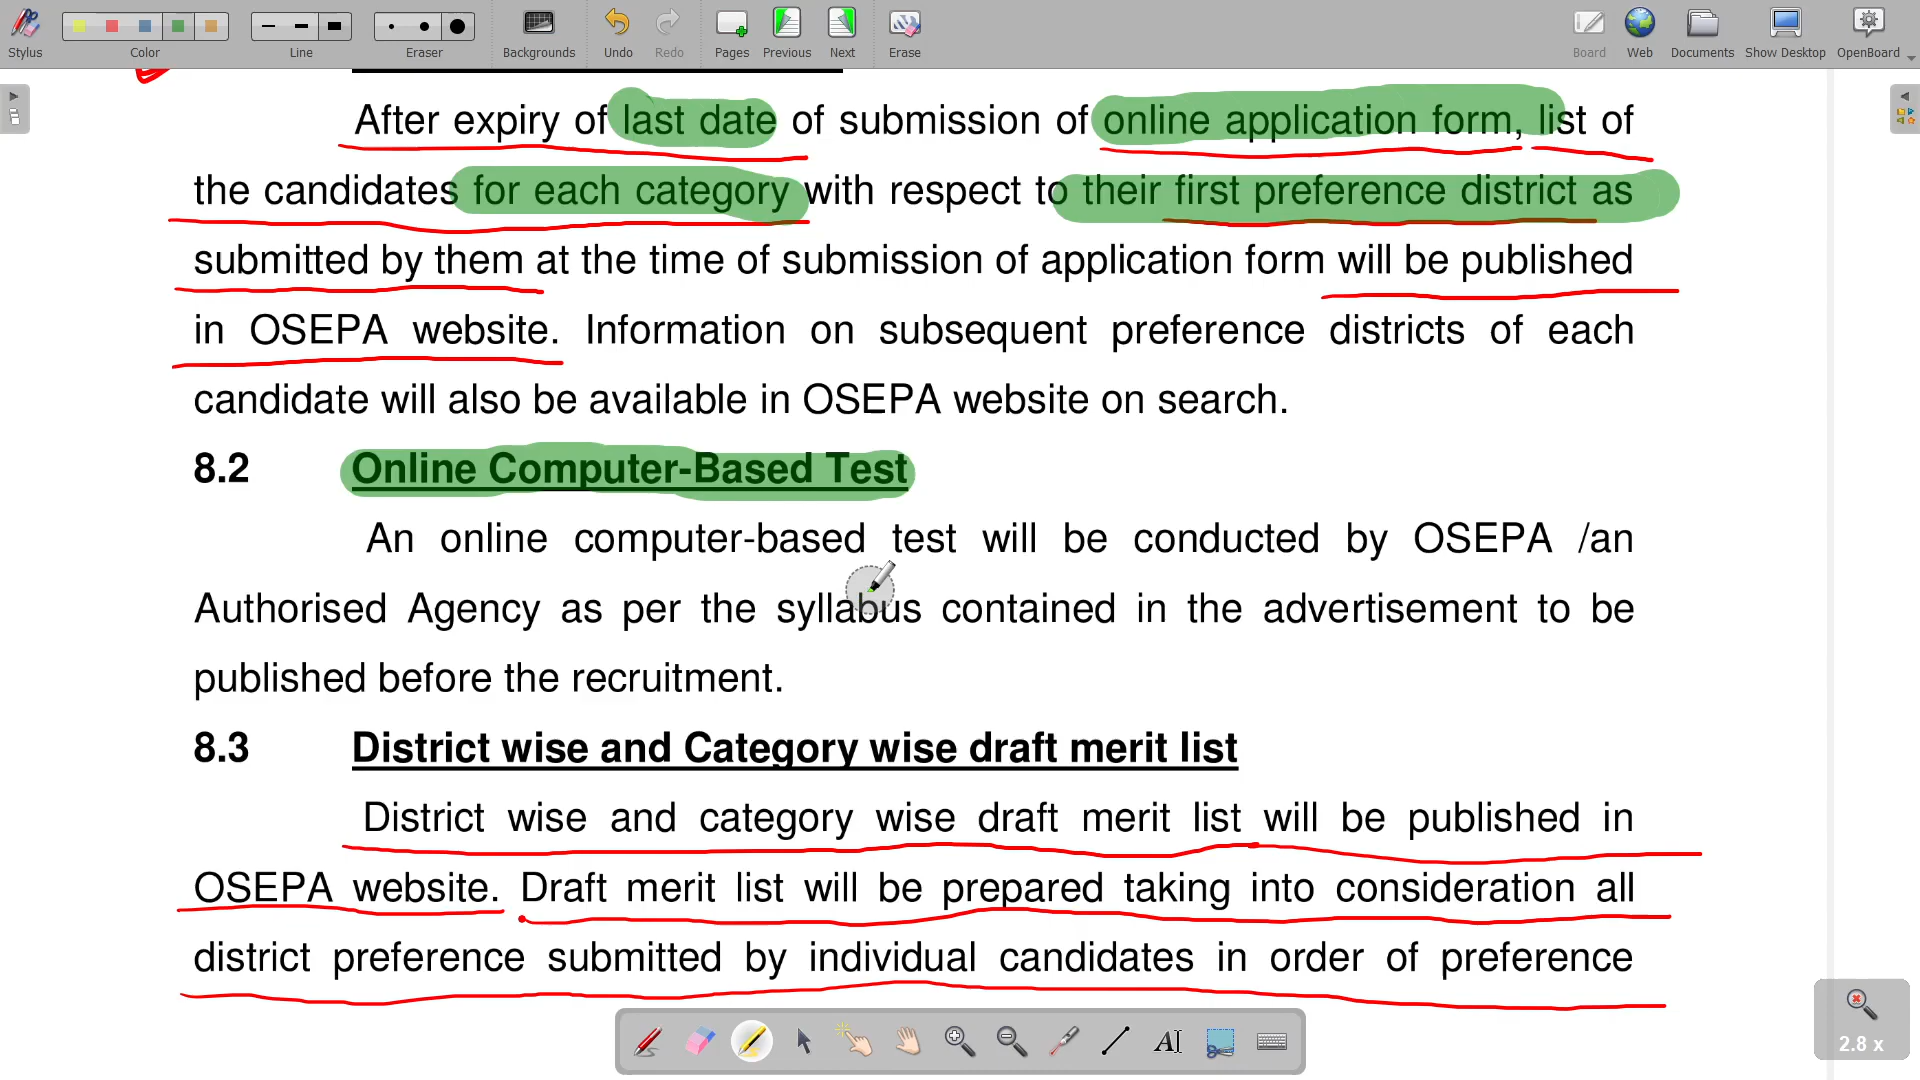 Stylus Color Line Eraser Backgrounds Undo Redo Pages Previous Next Erase Board Web Documents Show Desktop OpenBoard
After expiry of last date of submission of online application form, list of
the candidates for each category with respect to their first preference district as
submitted by them at the time of submission of application form will be published
in OSEPA website. Information on subsequent preference districts of each
candidate will also be available in OSEPA website on search.
8.2 Online Computer-Based Test
An online computer-based test will be conducted by OSEPA /an
Authorised Agency as per the syllabus contained in the advertisement to be
published before the recruitment.
8.3 District wise and Category wise draft merit list
District wise and category wise draft merit list will be published in
OSEPA website. Draft merit list will be prepared taking into consideration all
district preference submitted by individual candidates in order of preference
AI
2.8 x